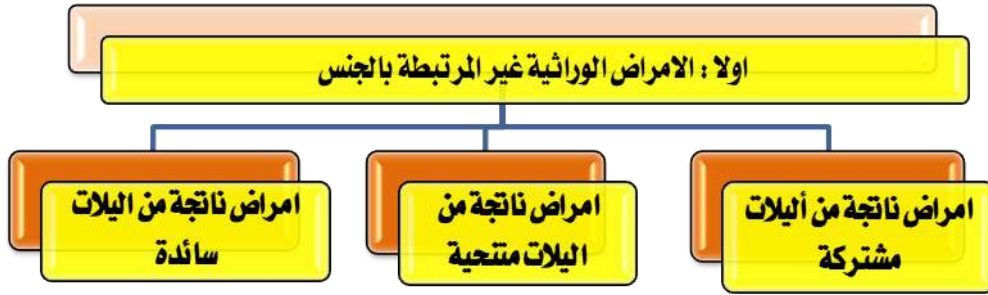 اولا : الامراض الوراثية غير المرتبطة بالجنس
امراض ناتجة من أليلات
مشتركة
امراض ناتجة من
اليلات متنحية
امراض ناتجة من اليلات
سائدة